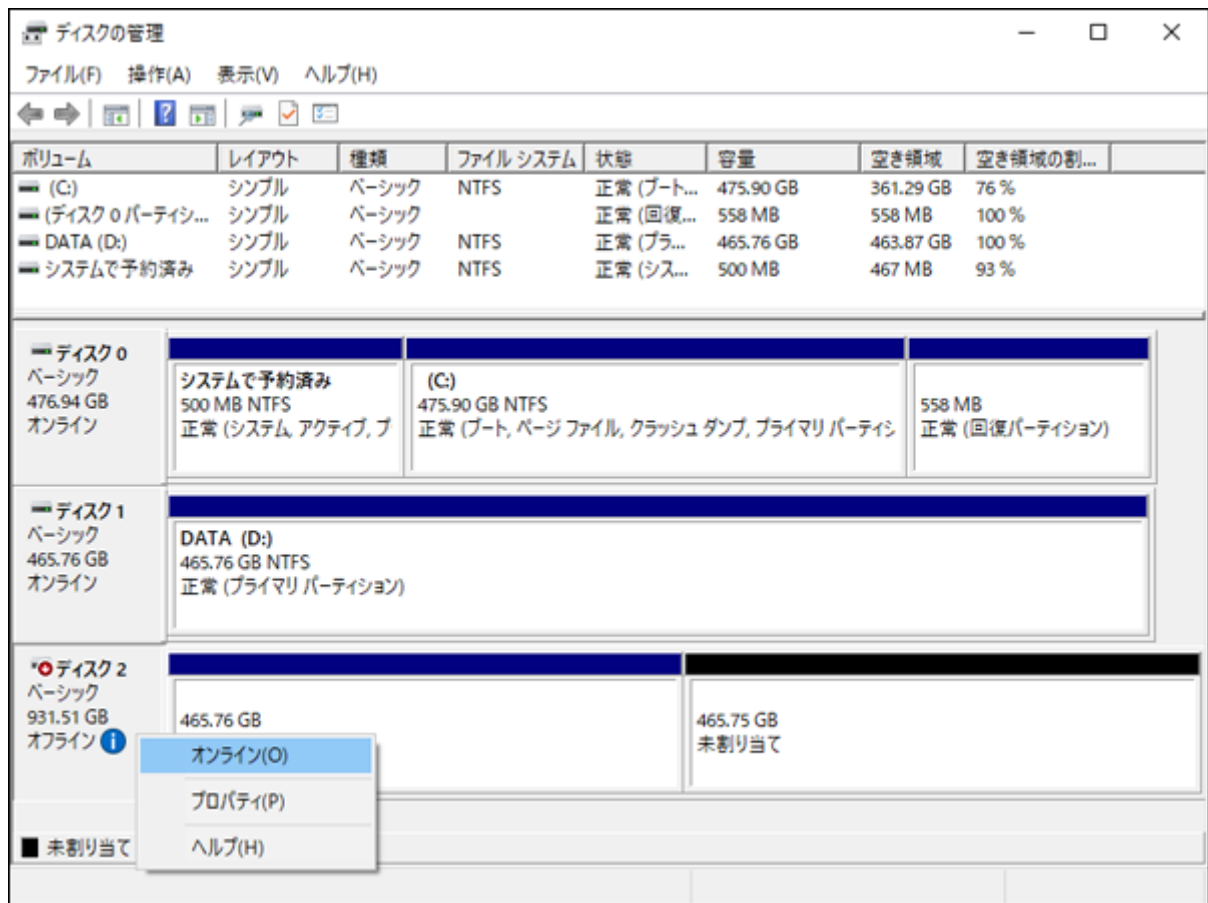 ディスクの管理
ファイル(F) 操作(A) 表示(V) ヘルプ(H)
ボリューム レイアウト 種類 ファイル システム 状態 容量 空き領域 空き領域の割...
(C:) シンプル ベーシック NTFS 正常 (ブート... 475.90 GB 361.29 GB 76 %
(ディスク 0 パーティシ... シンプル ベーシック 正常 (回復... 558 MB 558 MB 100 %
DATA (D:) シンプル ベーシック NTFS 正常 (プラ... 465.76 GB 463.87 GB 100 %
システムで予約済み シンプル ベーシック NTFS 正常 (シス... 500 MB 467 MB 93 %
ディスク 0
ベーシック
476.94 GB
オンライン
システムで予約済み
500 MB NTFS
正常 (システム, アクティブ, プ
(C:)
475.90 GB NTFS
正常 (ブート, ページ ファイル, クラッシュ ダンプ, プライマリ パーティシ
558 MB
正常 (回復パーティション)
ディスク 1
ベーシック
465.76 GB
オンライン
DATA (D:)
465.76 GB NTFS
正常 (プライマリ パーティション)
ディスク 2
ベーシック
931.51 GB
オフライン
465.76 GB
465.75 GB
未割り当て
オンライン(O)
プロパティ(P)
ヘルプ(H)
未割り当て